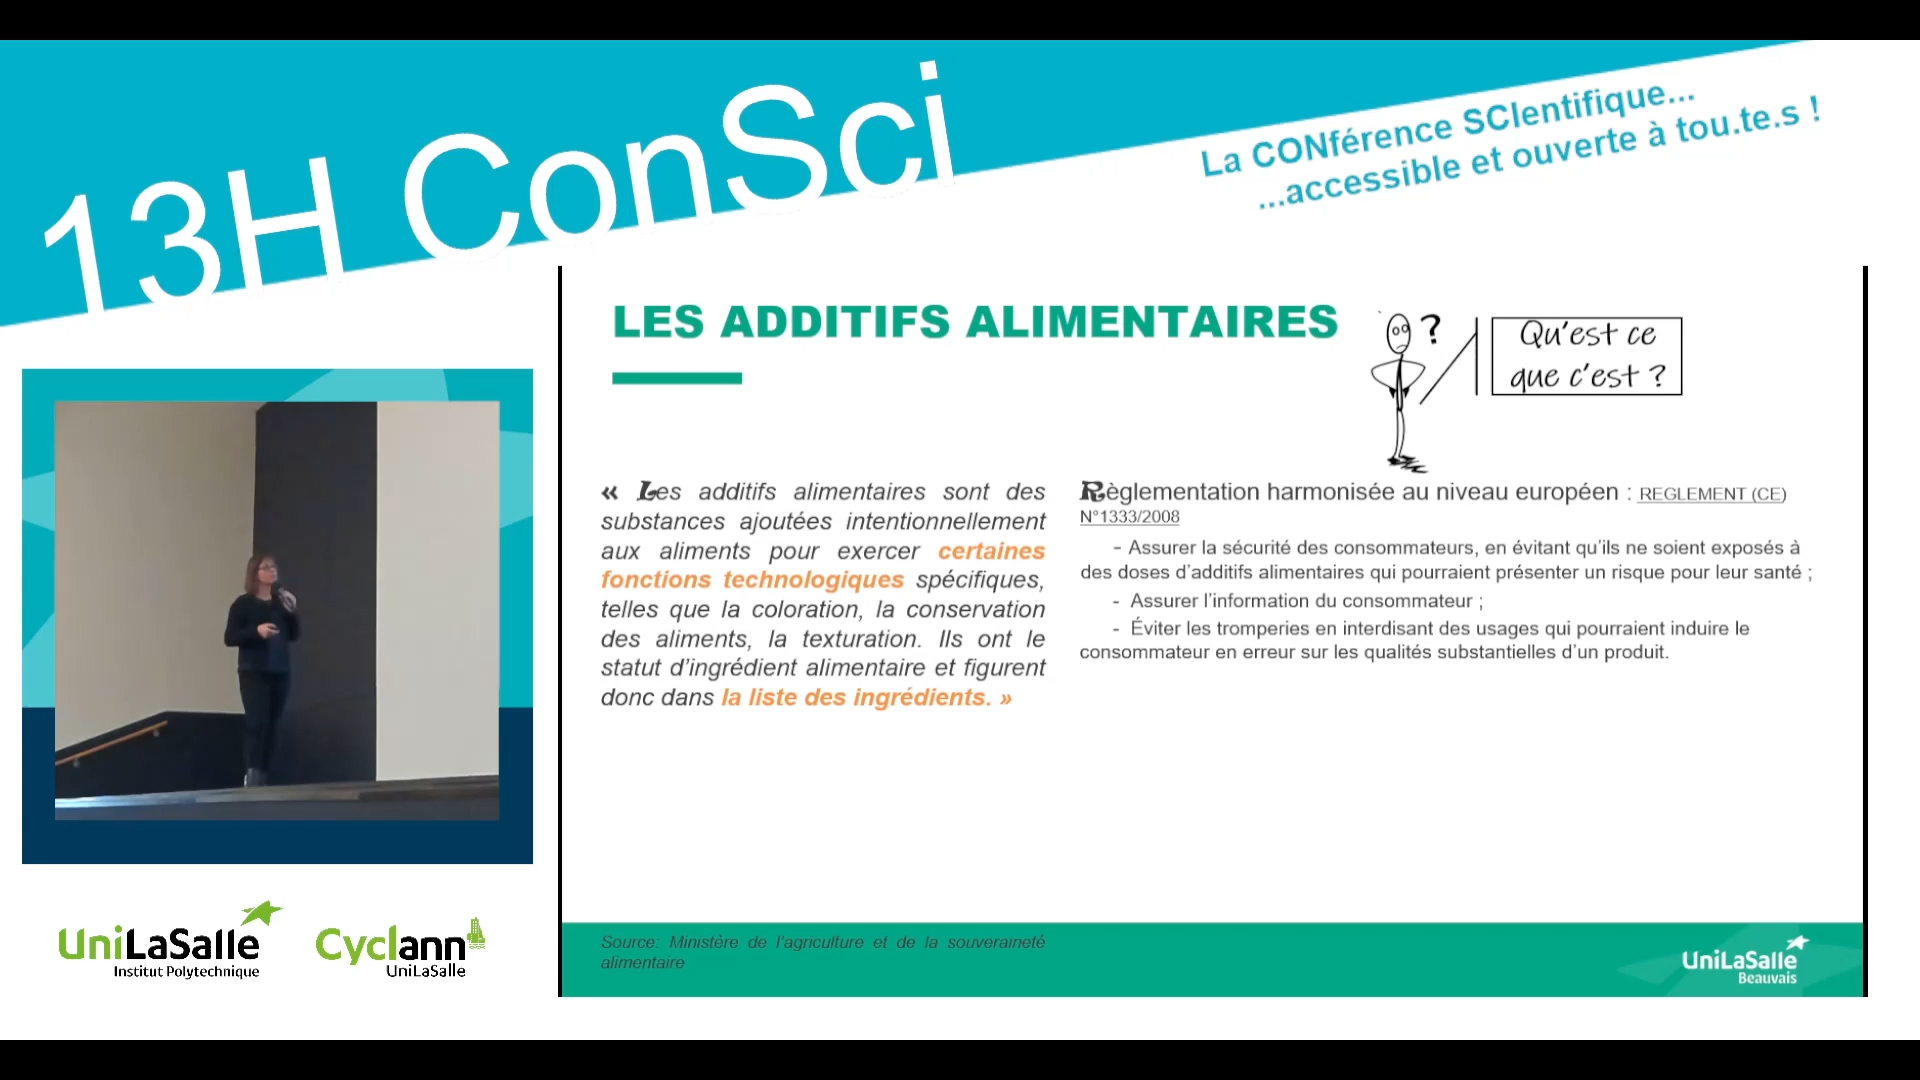 13H ConSci
La CONférence SCIentifique...
...accessible et ouverte à tou.te.s !
LES ADDITIFS ALIMENTAIRES
?
Qu'est ce
que c'est ?
« Les additifs alimentaires sont des
substances ajoutées intentionnellement
aux aliments pour exercer certaines
fonctions technologiques spécifiques,
telles que la coloration, la conservation
des aliments, la texturation. Ils ont le
statut d'ingrédient alimentaire et figurent
donc dans la liste des ingrédients. »
Règlementation harmonisée au niveau européen : REGLEMENT (CE)
N°1333/2008
- Assurer la sécurité des consommateurs, en évitant qu'ils ne soient exposés à
des doses d'additifs alimentaires qui pourraient présenter un risque pour leur santé ;
- Assurer l'information du consommateur ;
- Éviter les tromperies en interdisant des usages qui pourraient induire le
consommateur en erreur sur les qualités substantielles d'un produit.
Source: Ministère de l'agriculture et de la souveraineté
alimentaire
UniLaSalle
Beauvais
UniLaSalle
Institut Polytechnique
Cyclann
UniLaSalle